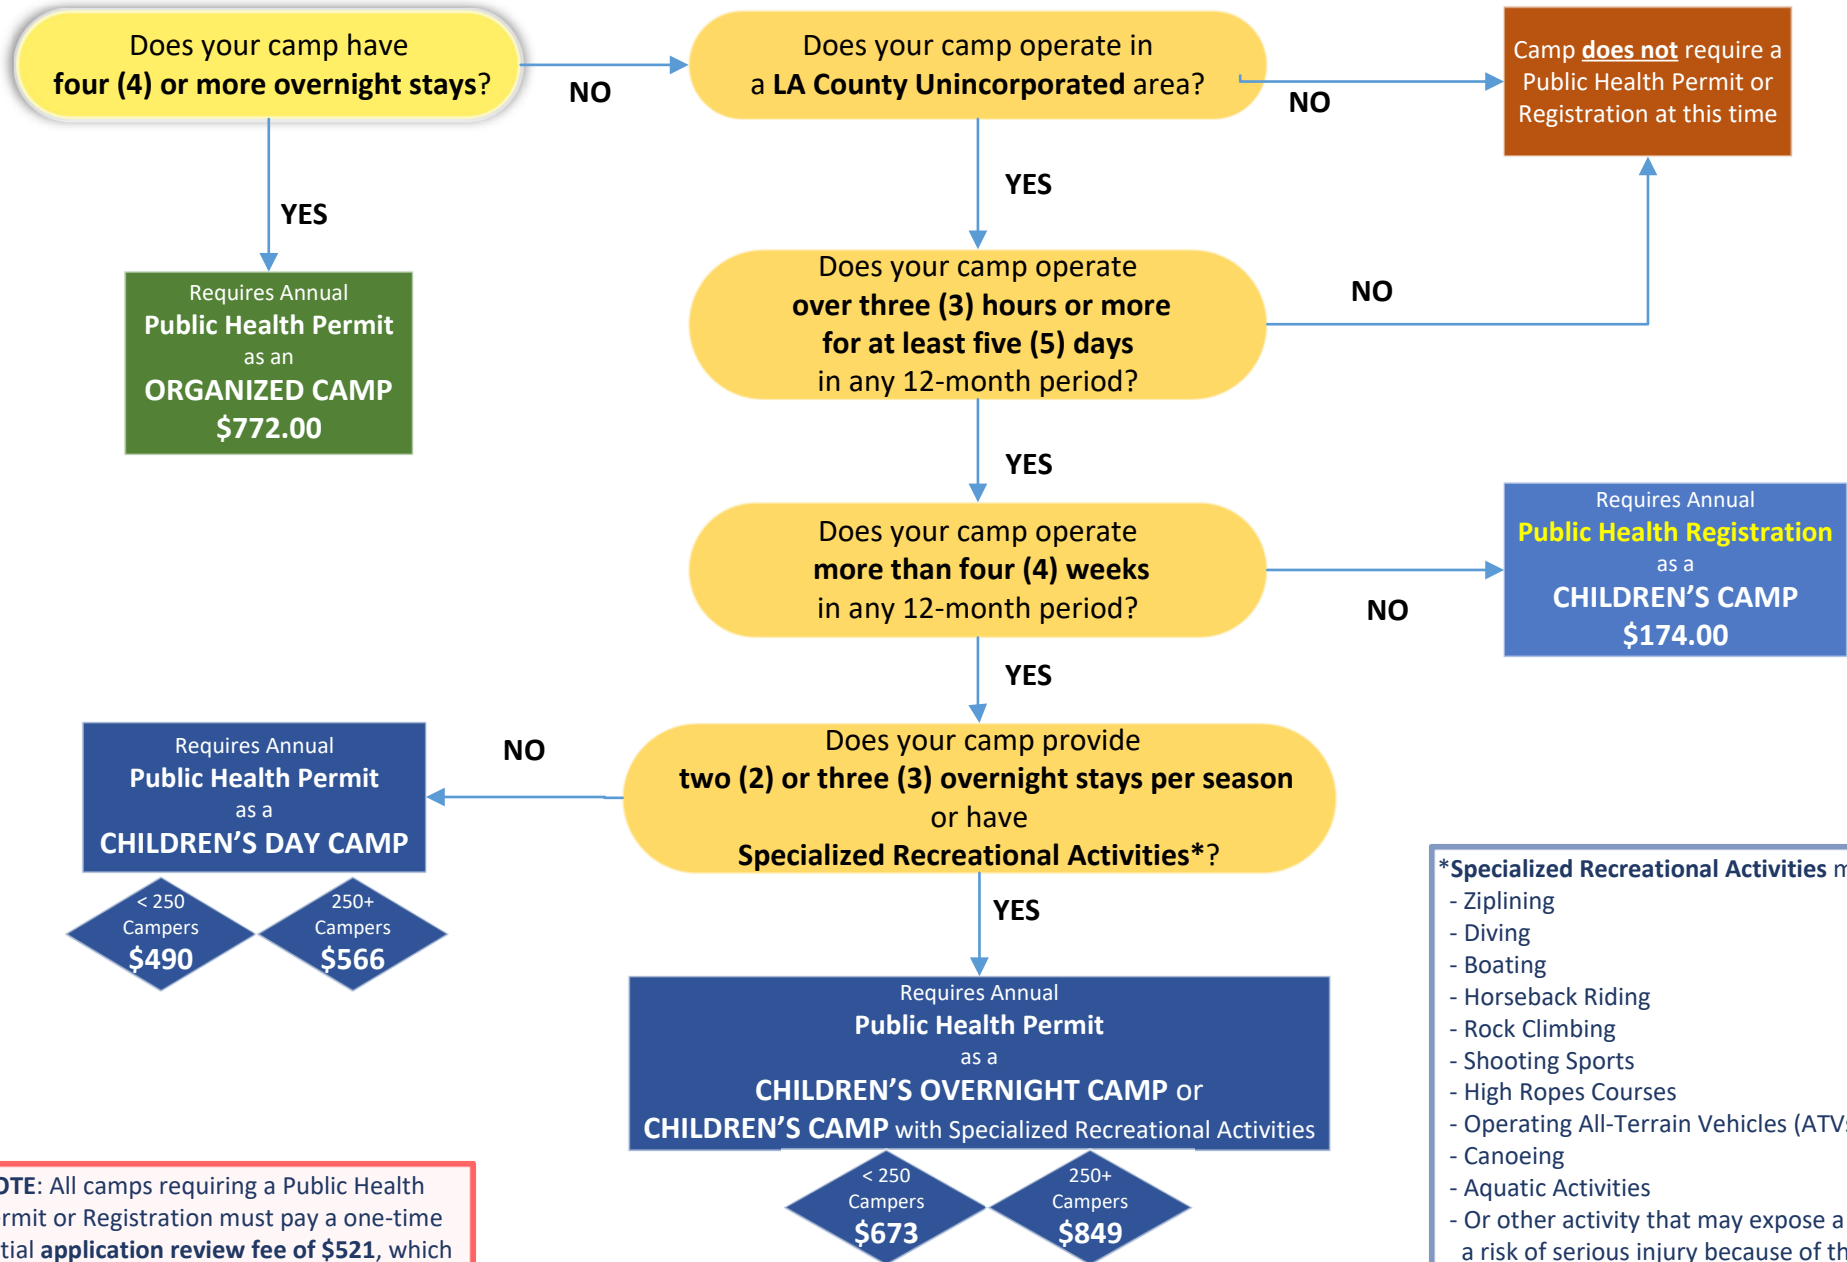 Does your camp have
four (4) or more overnight stays?
NO
Does your camp operate in
a LA County Unincorporated area?
NO
Camp does not require a
Public Health Permit or
Registration at this time
YES
YES
Requires Annual
Public Health Permit
as an
ORGANIZED CAMP
$772.00
Does your camp operate
over three (3) hours or more
for at least five (5) days
in any 12-month period?
NO
YES
Does your camp operate
more than four (4) weeks
in any 12-month period?
NO
Requires Annual
Public Health Registration
as a
CHILDREN’S CAMP
$174.00
YES
Does your camp provide
two (2) or three (3) overnight stays per season
or have
Specialized Recreational Activities*?
NO
Requires Annual
Public Health Permit
as a
CHILDREN’S DAY CAMP
< 250
Campers
$490
250+
Campers
$566
YES
Requires Annual
Public Health Permit
as a
CHILDREN’S OVERNIGHT CAMP or
CHILDREN’S CAMP with Specialized Recreational Activities
< 250
Campers
$673
250+
Campers
$849
*Specialized Recreational Activities
- Ziplining
- Diving
- Boating
- Horseback Riding
- Rock Climbing
- Shooting Sports
- High Ropes Courses
- Operating All-Terrain Vehicles (ATVs
- Canoeing
- Aquatic Activities
- Or other activity that may expose a
a risk of serious injury because of
: All camps requiring a Public Health
or Registration must pay a one-time
application review fee of $521, which